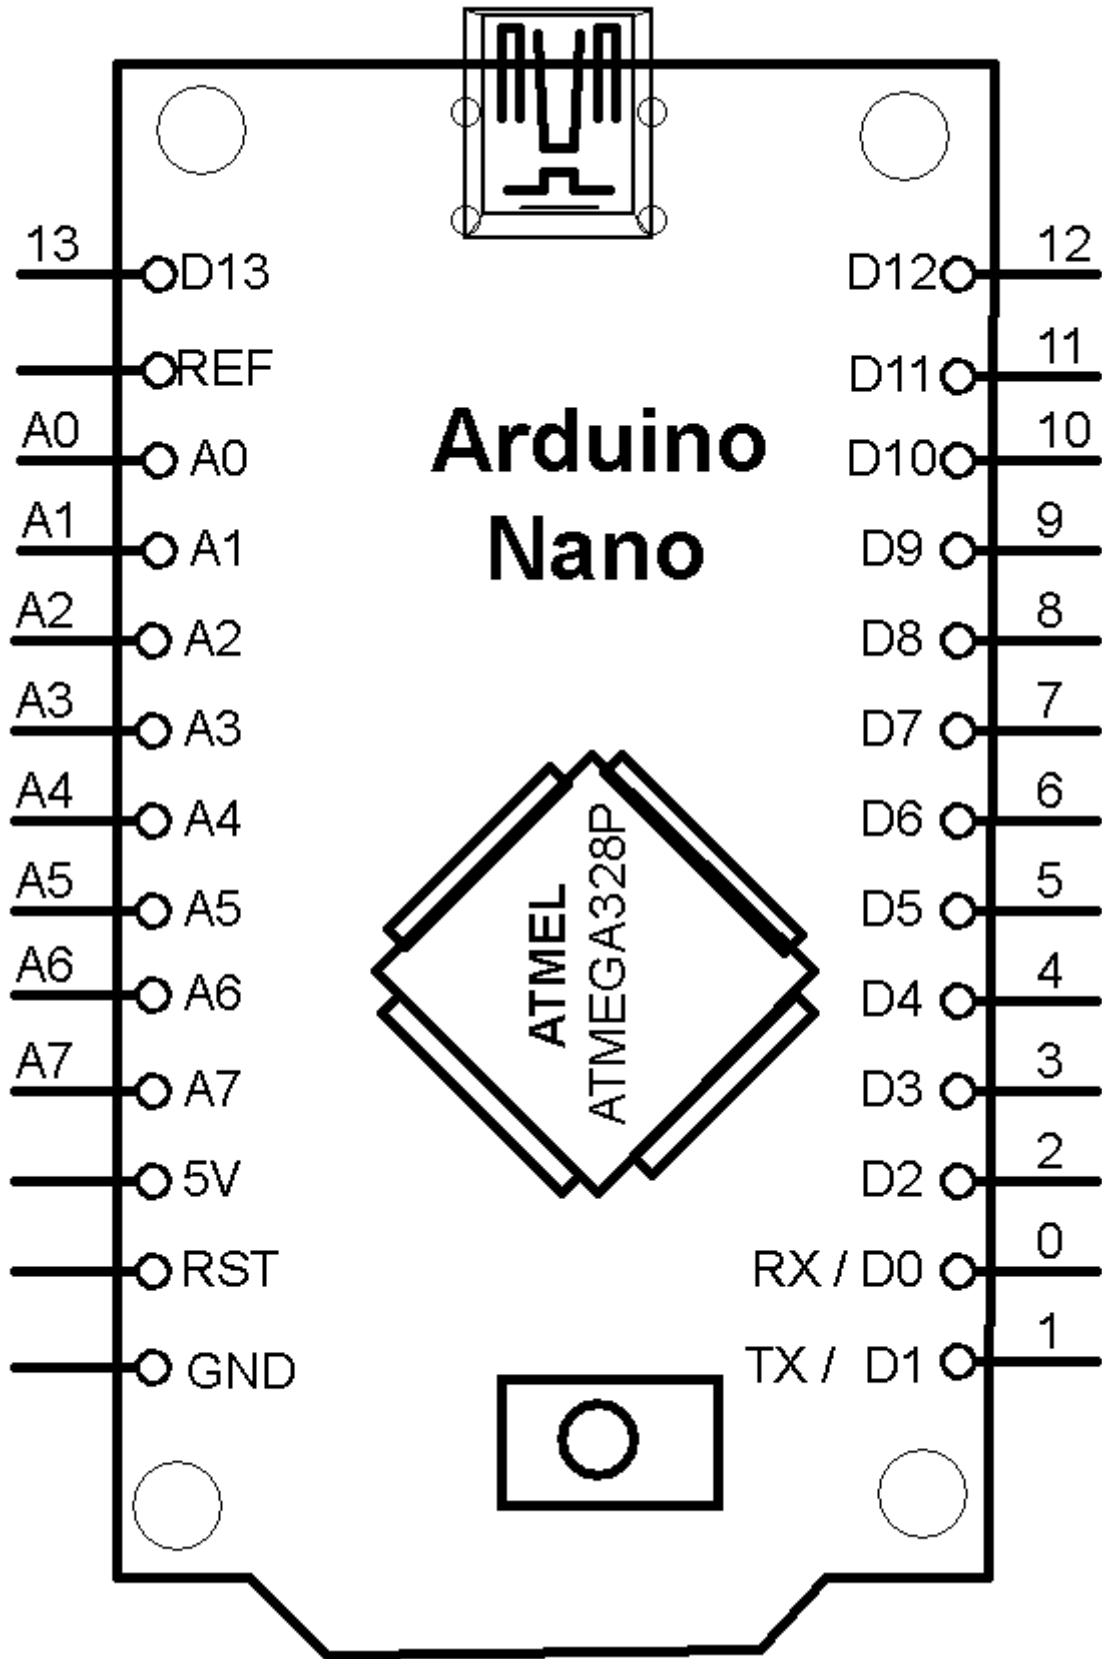 13 D13 D12 12
REF D11 11
A0 A0 D10 10
Arduino
A1 A1 D9 9
Nano
A2 A2 D8 8
A3 A3 D7 7
A4 A4 D6 6
A5 A5 D5 5
A6 A6 D4 4
A7 A7 D3 3
ATMEL
ATMEGA328P
5V D2 2
RST RX / D0 0
GND TX / D1 1